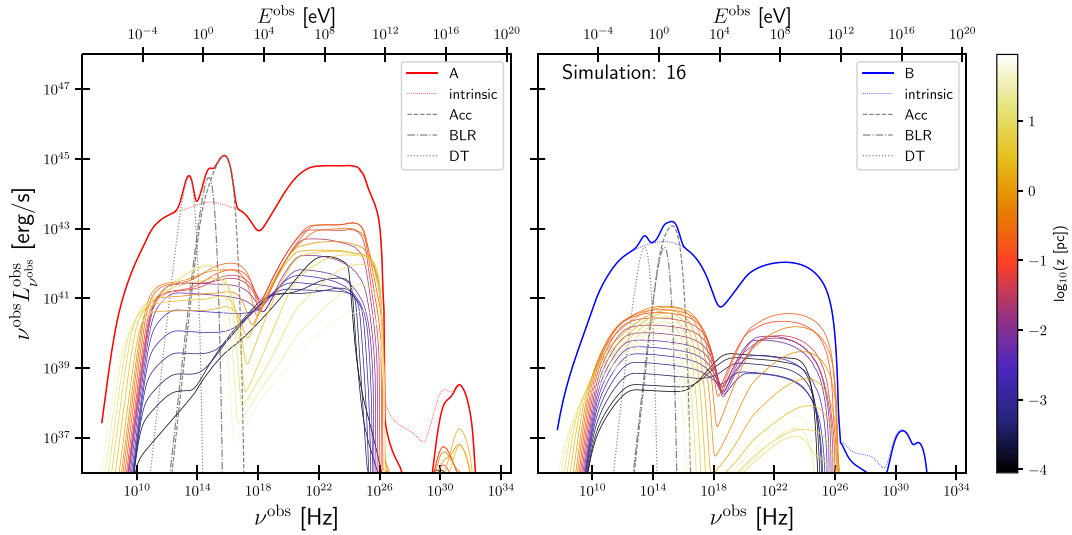 E^obs [eV] E^obs [eV]
10^−4 10^0 10^4 10^8 10^12 10^16 10^20 10^−4 10^0 10^4 10^8 10^12 10^16 10^20
A
intrinsic
Acc
BLR
DT
Simulation: 16
B
intrinsic
Acc
BLR
DT
10^47
10^45
10^43
10^41
10^39
10^37
ν^obs L^obs_ν^obs [erg/s]
10^10 10^14 10^18 10^22 10^26 10^30 10^34 10^10 10^14 10^18 10^22 10^26 10^30 10^34
ν^obs [Hz] ν^obs [Hz]
1
0
−1
−2
−3
−4
log₁₀(z [pc])